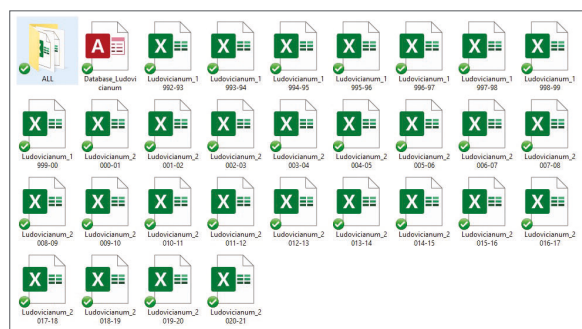 ALL
Database_Ludovi
cianum
Ludovicianum_1
992-93
Ludovicianum_1
993-94
Ludovicianum_1
994-95
Ludovicianum_1
995-96
Ludovicianum_1
996-97
Ludovicianum_1
997-98
Ludovicianum_1
998-99
Ludovicianum_1
999-00
Ludovicianum_2
000-01
Ludovicianum_2
001-02
Ludovicianum_2
002-03
Ludovicianum_2
003-04
Ludovicianum_2
004-05
Ludovicianum_2
005-06
Ludovicianum_2
006-07
Ludovicianum_2
007-08
Ludovicianum_2
008-09
Ludovicianum_2
009-10
Ludovicianum_2
010-11
Ludovicianum_2
011-12
Ludovicianum_2
012-13
Ludovicianum_2
013-14
Ludovicianum_2
014-15
Ludovicianum_2
015-16
Ludovicianum_2
016-17
Ludovicianum_2
017-18
Ludovicianum_2
018-19
Ludovicianum_2
019-20
Ludovicianum_2
020-21